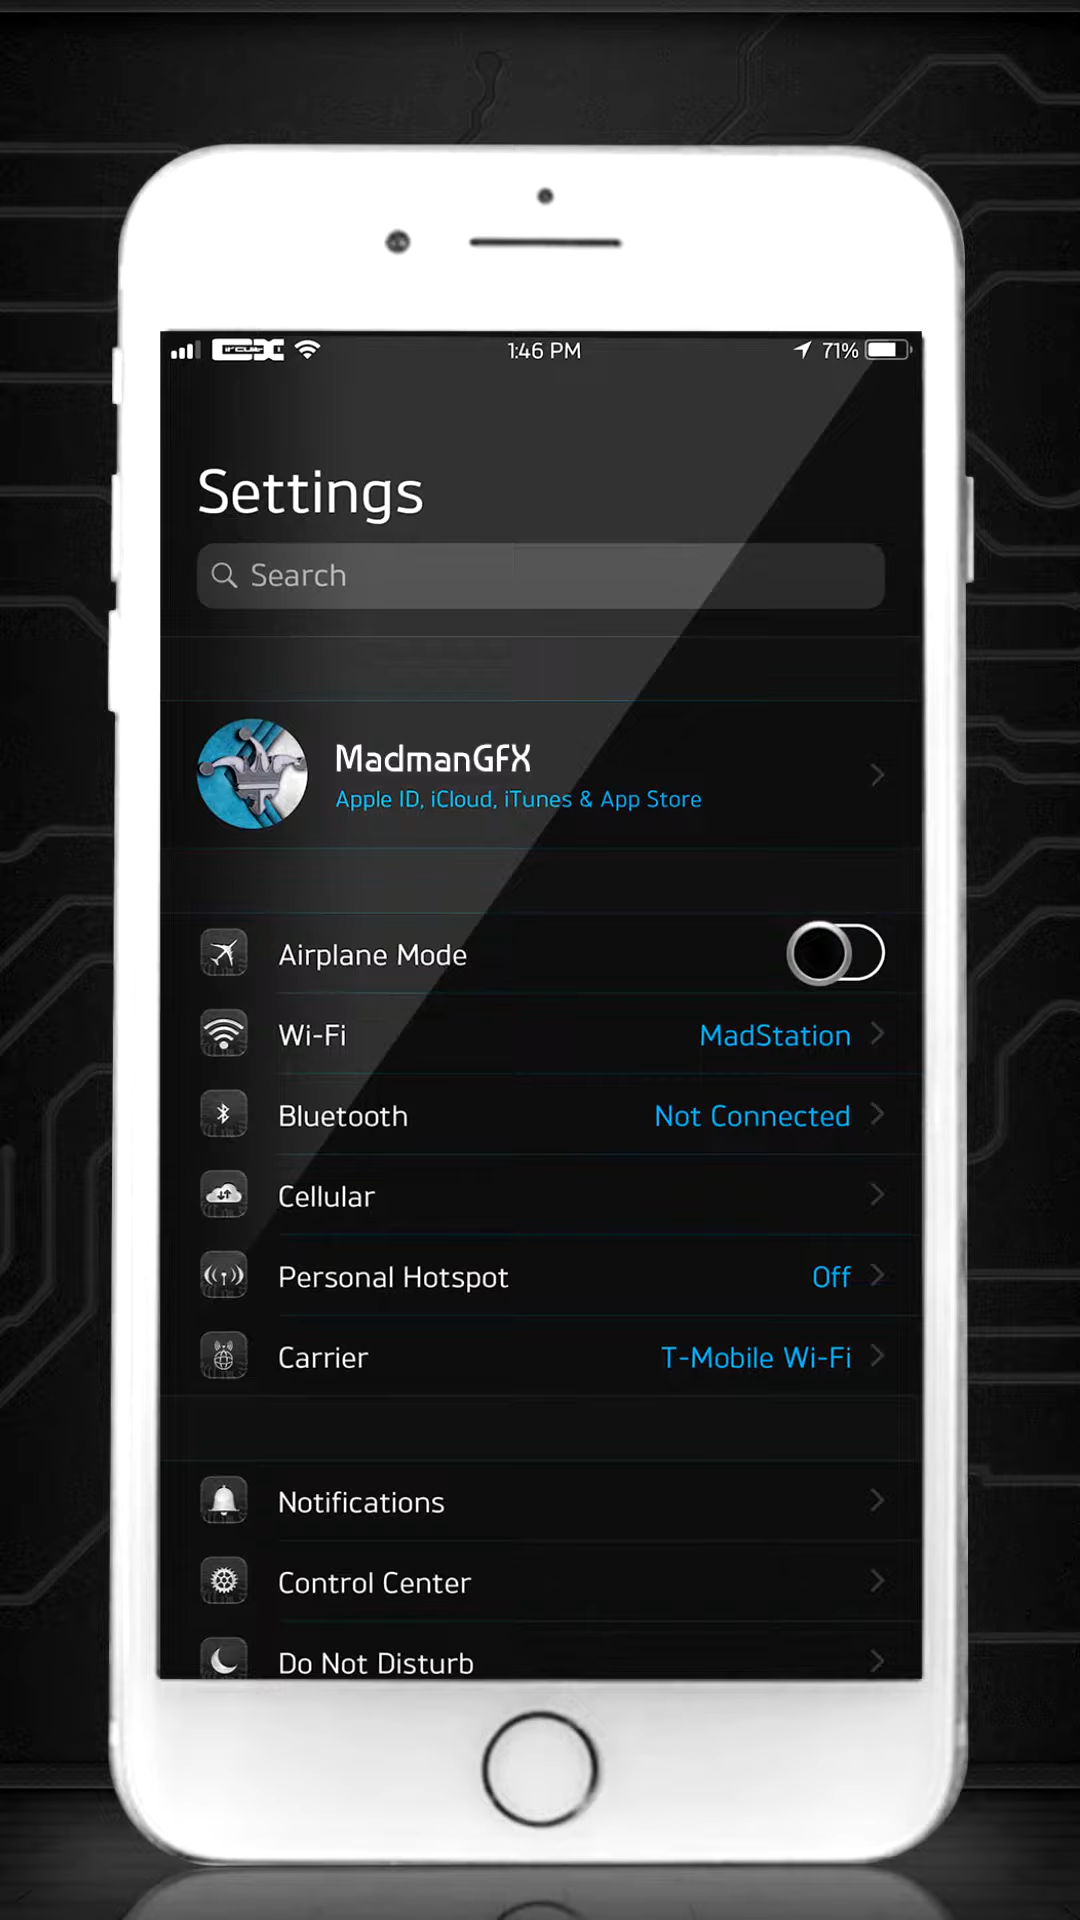 1:46 PM 71%
Settings
Search
MadmanGFX
Apple ID, iCloud, iTunes & App Store
Airplane Mode
Wi-Fi MadStation
Bluetooth Not Connected
Cellular
Personal Hotspot Off
Carrier T-Mobile Wi-Fi
Notifications
Control Center
Do Not Disturb